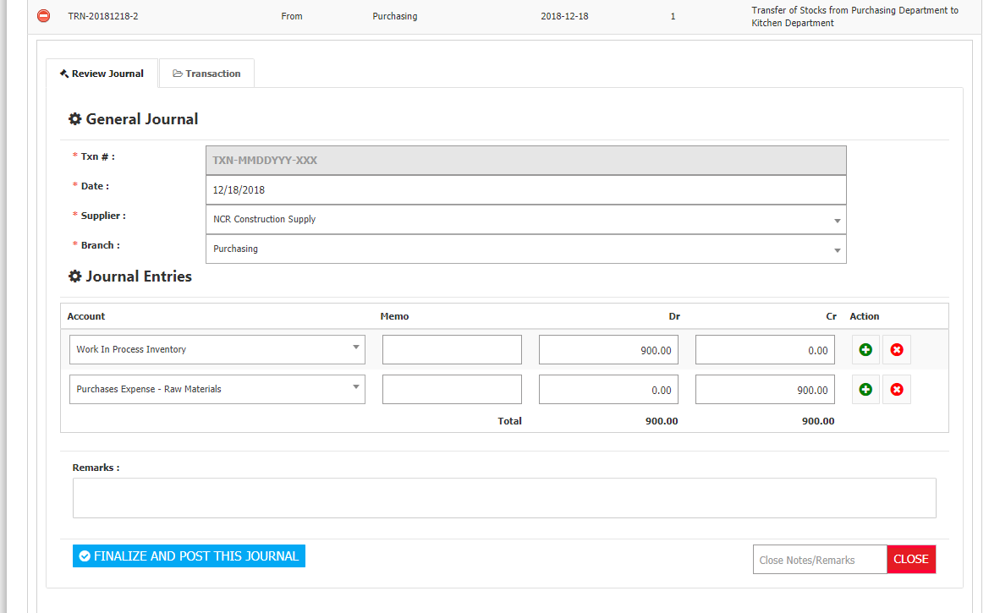 TRN-20181218-2 From Purchasing 2018-12-18 1 Transfer of Stocks from Purchasing Department to
Kitchen Department
Review Journal Transaction
General Journal
* Txn # : TXN-MMDDYYY-XXX
* Date : 12/18/2018
* Supplier : NCR Construction Supply
* Branch : Purchasing
Journal Entries
Account Memo Dr Cr Action
Work In Process Inventory 900.00 0.00
Purchases Expense - Raw Materials 0.00 900.00
Total 900.00 900.00
Remarks :
FINALIZE AND POST THIS JOURNAL Close Notes/Remarks CLOSE